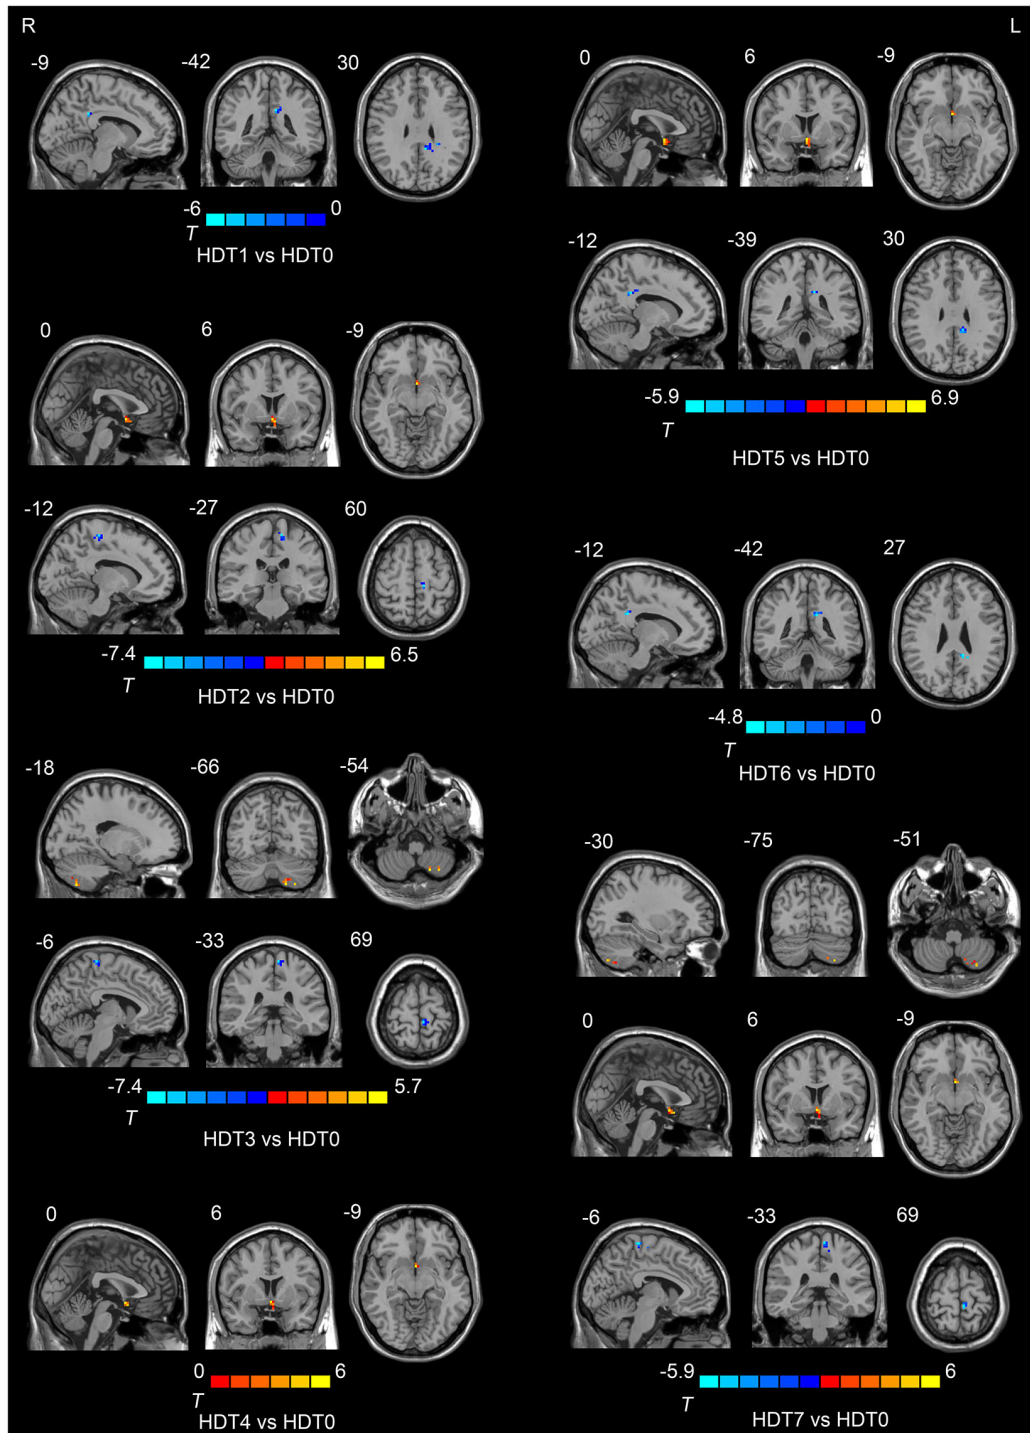 R
L
-9 -42 30
-6 0
T
HDT1 vs HDT0
0 6 -9
-12 -27 60
-7.4 6.5
T
HDT2 vs HDT0
-18 -66 -54
-6 -33 69
-7.4 5.7
T
HDT3 vs HDT0
0 6 -9
0 6
T
HDT4 vs HDT0
0 6 -9
-12 -39 30
-5.9 6.9
T
HDT5 vs HDT0
-12 -42 27
-4.8 0
T
HDT6 vs HDT0
-30 -75 -51
0 6 -9
-6 -33 69
-5.9 6
T
HDT7 vs HDT0